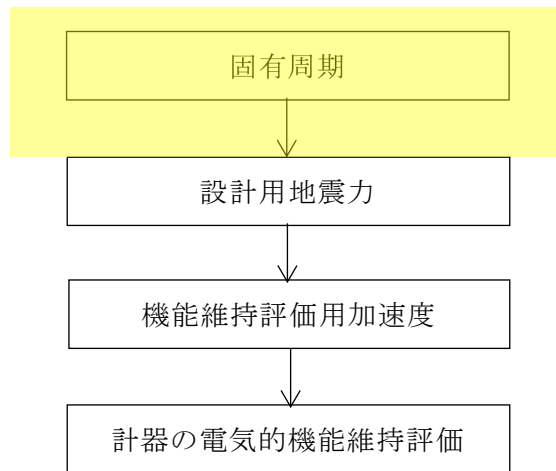 固有周期
設計用地震力
機能維持評価用加速度
計器の電気的機能維持評価